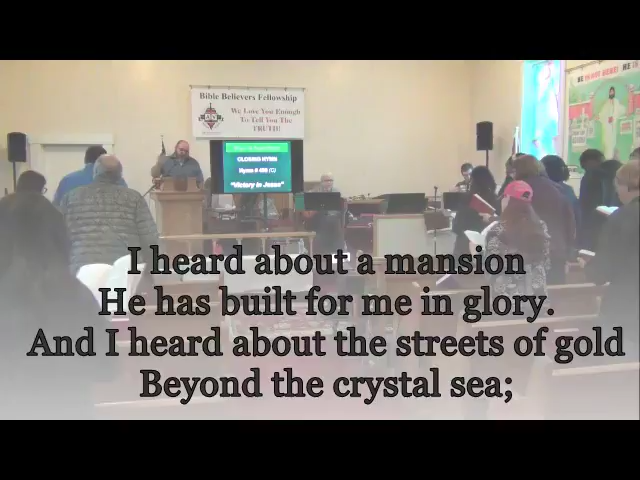 Bible Believers Fellowship
We Love You Enough
To Tell You The
TRUTH!
CLOSING HYMN
"Victory in Jesus"
I heard about a mansion
He has built for me in glory.
And I heard about the streets of gold
Beyond the crystal sea;